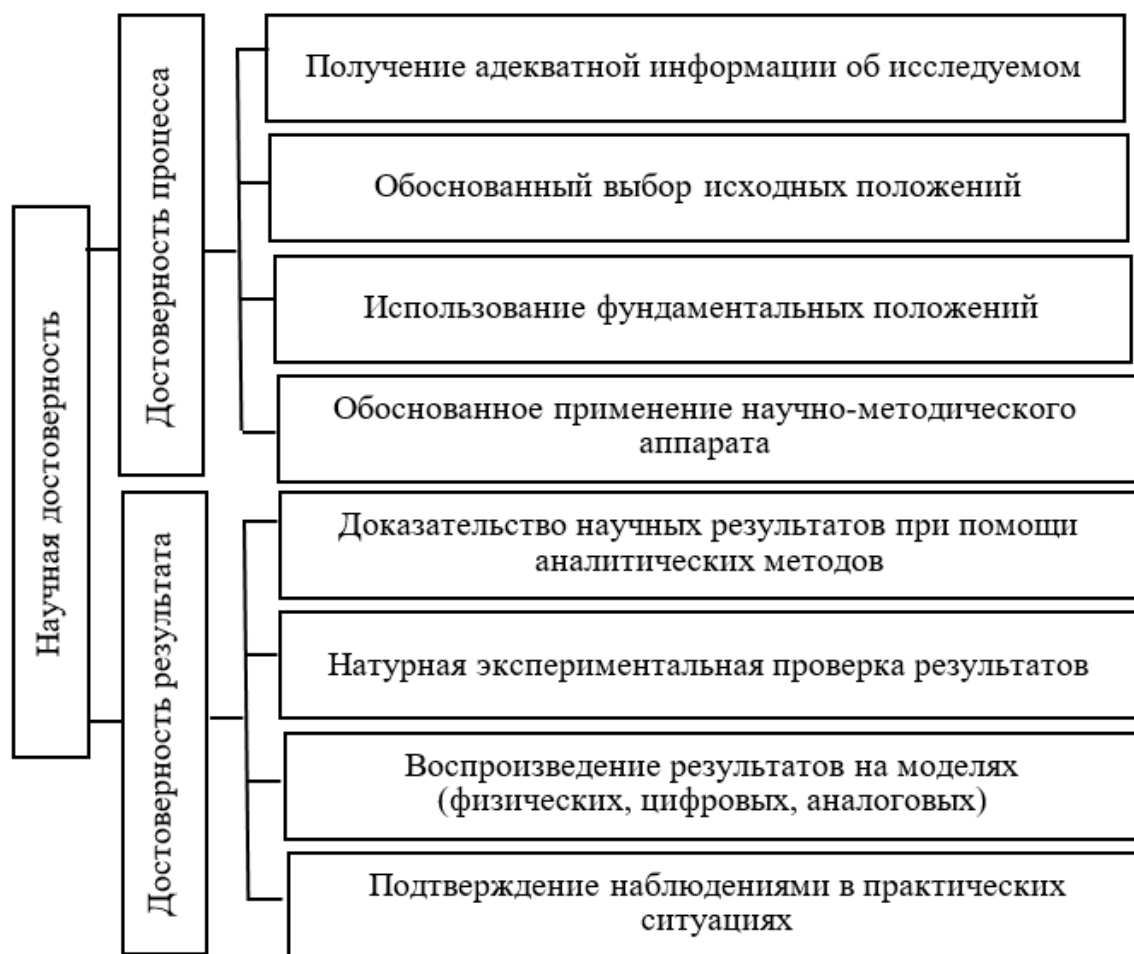 Научная достоверность
Достоверность процесса
Получение адекватной информации об исследуемом
Обоснованный выбор исходных положений
Использование фундаментальных положений
Обоснованное применение научно-методического
аппарата
Достоверность результата
Доказательство научных результатов при помощи
аналитических методов
Натурная экспериментальная проверка результатов
Воспроизведение результатов на моделях
(физических, цифровых, аналоговых)
Подтверждение наблюдениями в практических
ситуациях